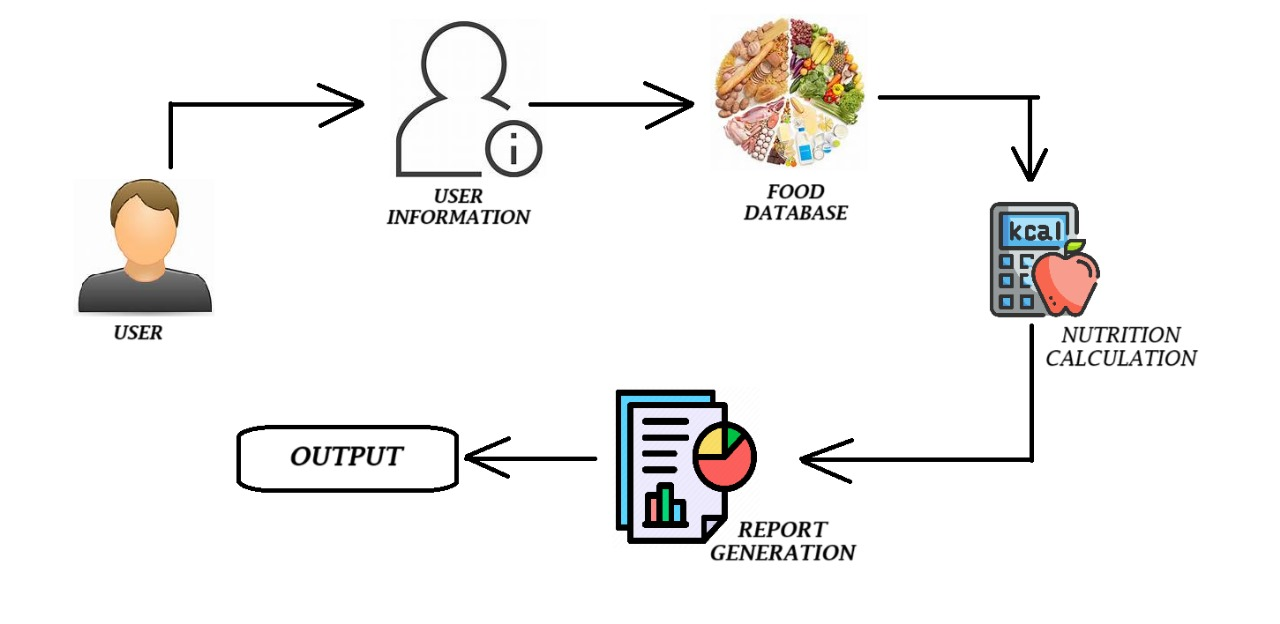 USER
INFORMATION
FOOD
DATABASE
kcal
USER
NUTRITION
CALCULATION
OUTPUT
REPORT
GENERATION